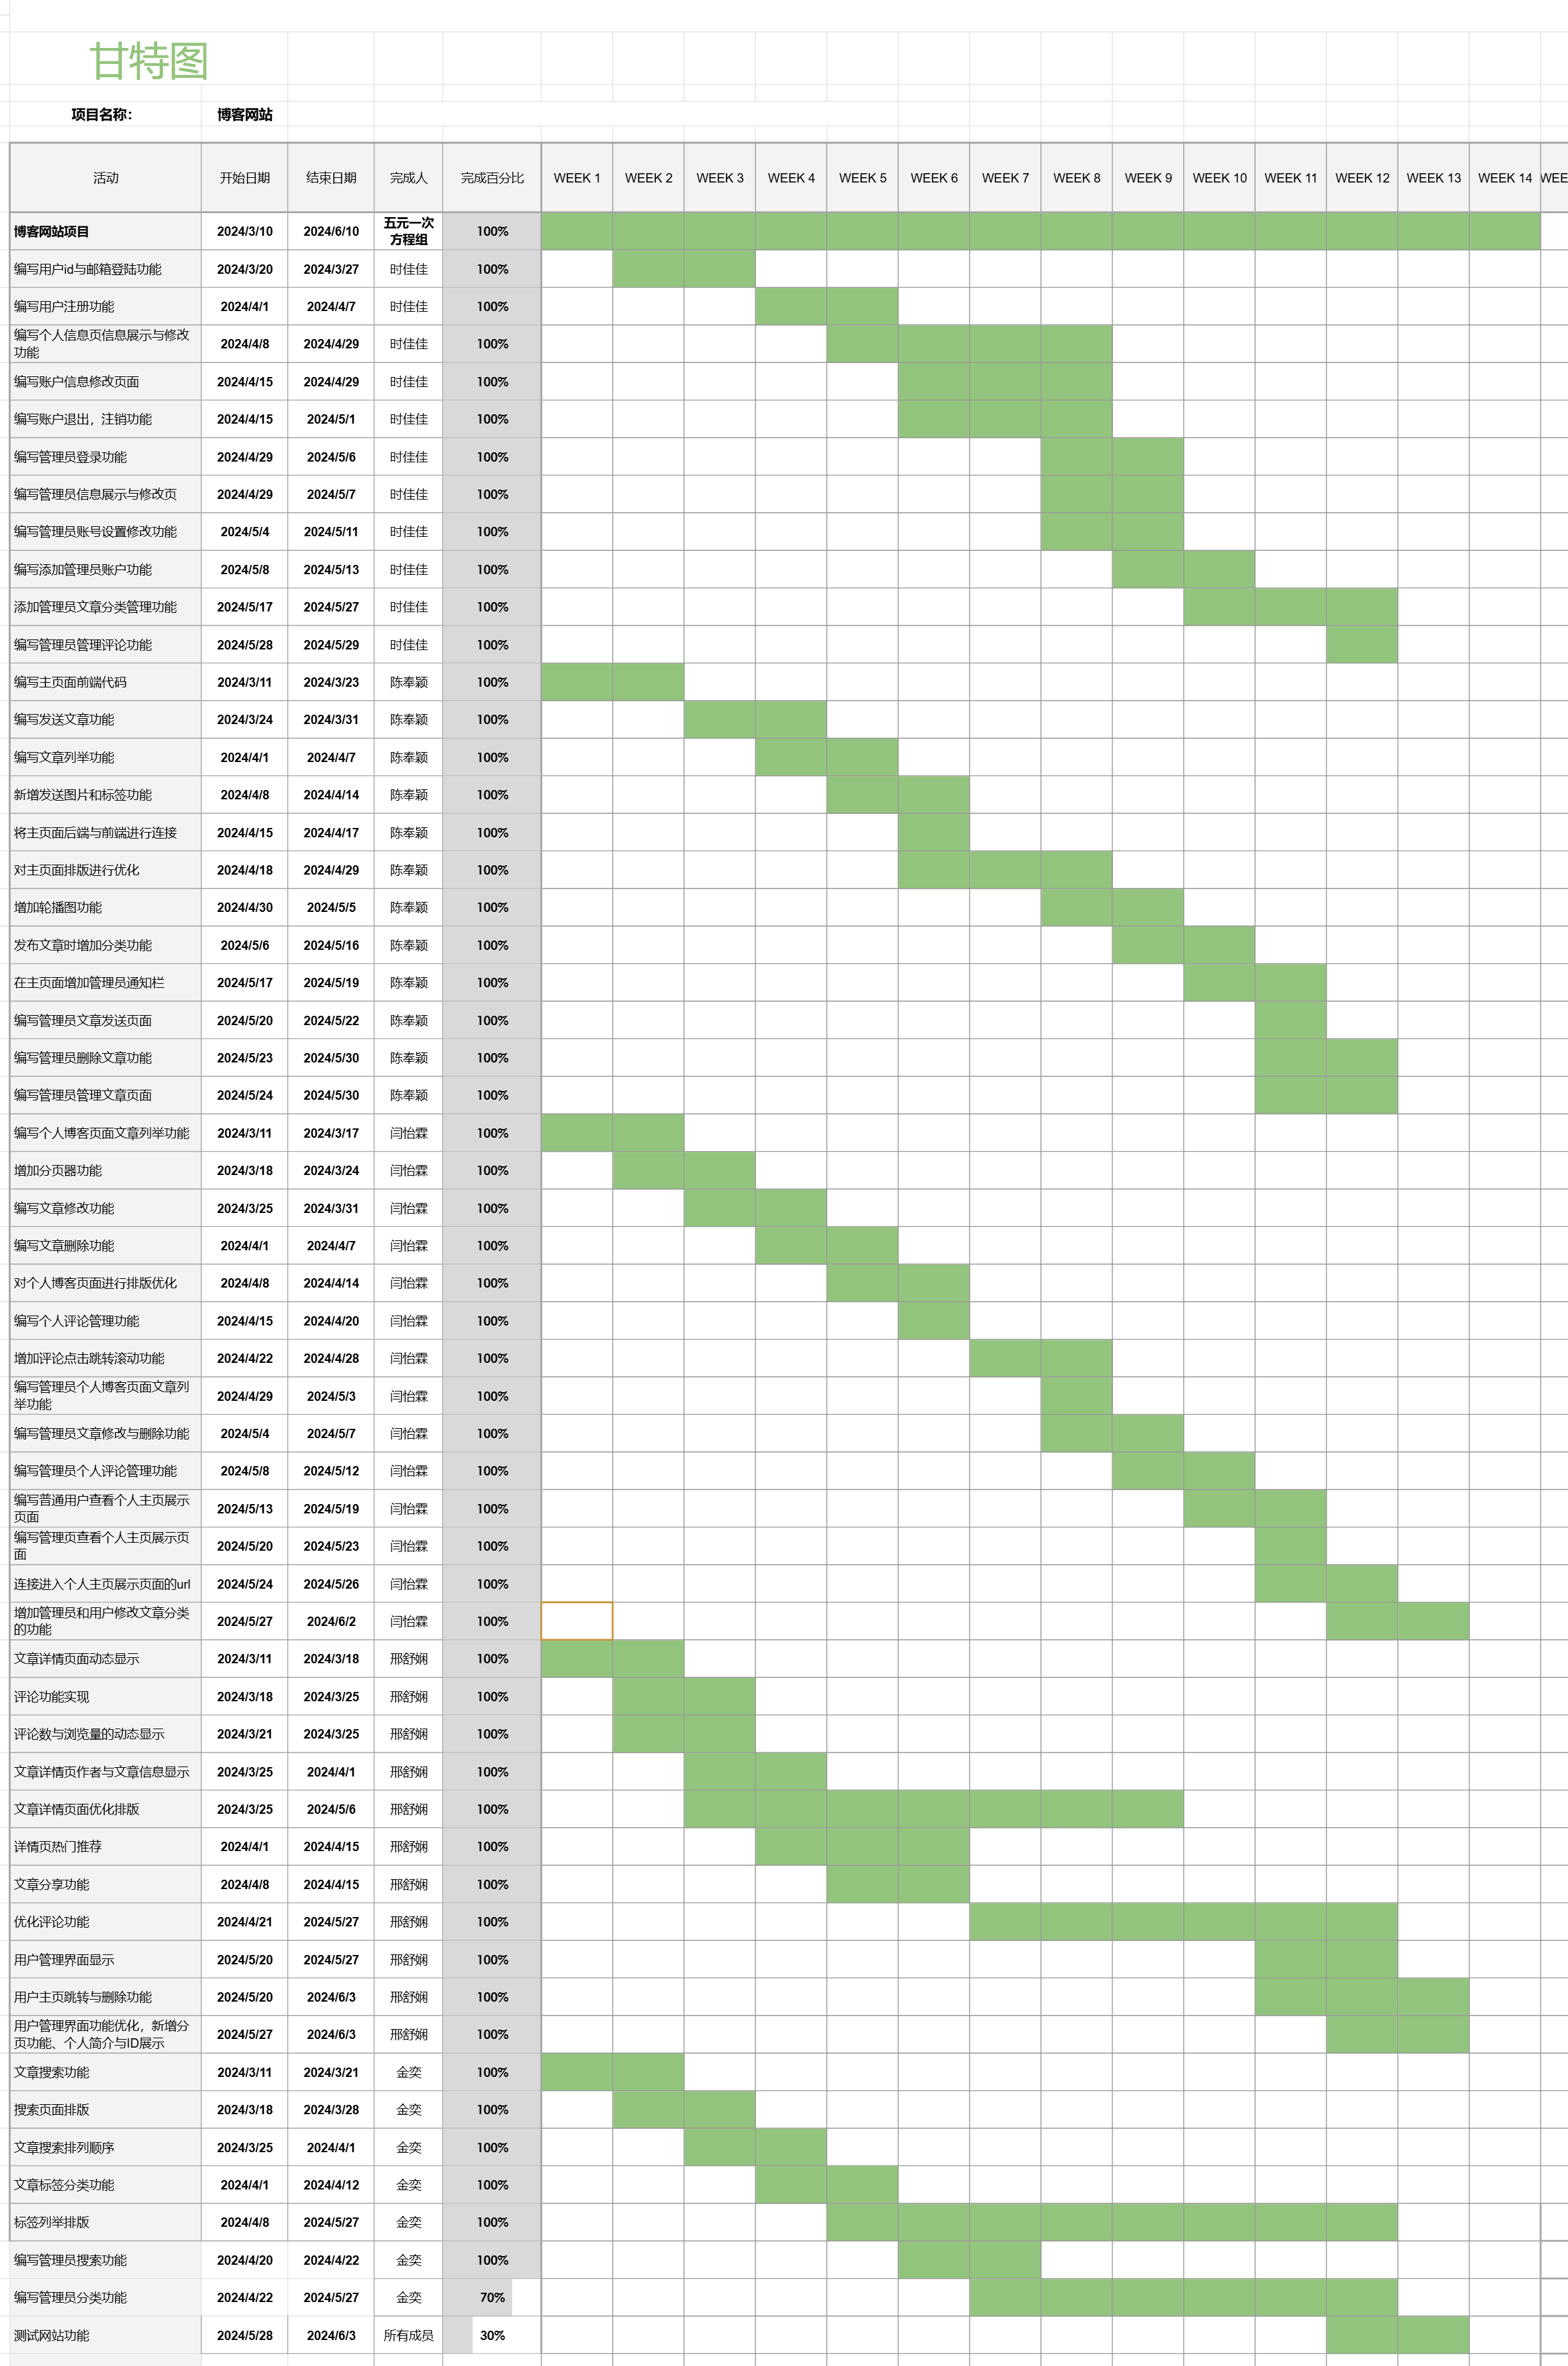 甘特图
项目名称： 博客网站
活动 开始日期 结束日期 完成人 完成百分比 WEEK 1 WEEK 2 WEEK 3 WEEK 4 WEEK 5 WEEK 6 WEEK 7 WEEK 8 WEEK 9 WEEK 10 WEEK 11 WEEK 12 WEEK 13 WEEK 14 WEE
博客网站项目 2024/3/10 2024/6/10 五元一次
方程组 100%
编写用户id与邮箱登陆功能 2024/3/20 2024/3/27 时佳佳 100%
编写用户注册功能 2024/4/1 2024/4/7 时佳佳 100%
编写个人信息页信息展示与修改
功能 2024/4/8 2024/4/29 时佳佳 100%
编写账户信息修改页面 2024/4/15 2024/4/29 时佳佳 100%
编写账户退出，注销功能 2024/4/15 2024/5/1 时佳佳 100%
编写管理员登录功能 2024/4/29 2024/5/6 时佳佳 100%
编写管理员信息展示与修改页 2024/4/29 2024/5/7 时佳佳 100%
编写管理员账号设置修改功能 2024/5/4 2024/5/11 时佳佳 100%
编写添加管理员账户功能 2024/5/8 2024/5/13 时佳佳 100%
添加管理员文章分类管理功能 2024/5/17 2024/5/27 时佳佳 100%
编写管理员管理评论功能 2024/5/28 2024/5/29 时佳佳 100%
编写主页面前端代码 2024/3/11 2024/3/23 陈奉颖 100%
编写发送文章功能 2024/3/24 2024/3/31 陈奉颖 100%
编写文章列举功能 2024/4/1 2024/4/7 陈奉颖 100%
新增发送图片和标签功能 2024/4/8 2024/4/14 陈奉颖 100%
将主页面后端与前端进行连接 2024/4/15 2024/4/17 陈奉颖 100%
对主页面排版进行优化 2024/4/18 2024/4/29 陈奉颖 100%
增加轮播图功能 2024/4/30 2024/5/5 陈奉颖 100%
发布文章时增加分类功能 2024/5/6 2024/5/16 陈奉颖 100%
在主页面增加管理员通知栏 2024/5/17 2024/5/19 陈奉颖 100%
编写管理员文章发送页面 2024/5/20 2024/5/22 陈奉颖 100%
编写管理员删除文章功能 2024/5/23 2024/5/30 陈奉颖 100%
编写管理员管理文章页面 2024/5/24 2024/5/30 陈奉颖 100%
编写个人博客页面文章列举功能 2024/3/11 2024/3/17 闫怡霖 100%
增加分页器功能 2024/3/18 2024/3/24 闫怡霖 100%
编写文章修改功能 2024/3/25 2024/3/31 闫怡霖 100%
编写文章删除功能 2024/4/1 2024/4/7 闫怡霖 100%
对个人博客页面进行排版优化 2024/4/8 2024/4/14 闫怡霖 100%
编写个人评论管理功能 2024/4/15 2024/4/20 闫怡霖 100%
增加评论点击跳转滚动功能 2024/4/22 2024/4/28 闫怡霖 100%
编写管理员个人博客页面文章列
举功能 2024/4/29 2024/5/3 闫怡霖 100%
编写管理员文章修改与删除功能 2024/5/4 2024/5/7 闫怡霖 100%
编写管理员个人评论管理功能 2024/5/8 2024/5/12 闫怡霖 100%
编写普通用户查看个人主页展示
页面 2024/5/13 2024/5/19 闫怡霖 100%
编写管理页查看个人主页展示页
面 2024/5/20 2024/5/23 闫怡霖 100%
连接进入个人主页展示页面的url 2024/5/24 2024/5/26 闫怡霖 100%
增加管理员和用户修改文章分类
的功能 2024/5/27 2024/6/2 闫怡霖 100%
文章详情页面动态显示 2024/3/11 2024/3/18 邢舒娴 100%
评论功能实现 2024/3/18 2024/3/25 邢舒娴 100%
评论数与浏览量的动态显示 2024/3/21 2024/3/25 邢舒娴 100%
文章详情页作者与文章信息显示 2024/3/25 2024/4/1 邢舒娴 100%
文章详情页面优化排版 2024/3/25 2024/5/6 邢舒娴 100%
详情页热门推荐 2024/4/1 2024/4/15 邢舒娴 100%
文章分享功能 2024/4/8 2024/4/15 邢舒娴 100%
优化评论功能 2024/4/21 2024/5/27 邢舒娴 100%
用户管理界面显示 2024/5/20 2024/5/27 邢舒娴 100%
用户主页跳转与删除功能 2024/5/20 2024/6/3 邢舒娴 100%
用户管理界面功能优化，新增分
页功能、个人简介与ID展示 2024/5/27 2024/6/3 邢舒娴 100%
文章搜索功能 2024/3/11 2024/3/21 金奕 100%
搜索页面排版 2024/3/18 2024/3/28 金奕 100%
文章搜索排列顺序 2024/3/25 2024/4/1 金奕 100%
文章标签分类功能 2024/4/1 2024/4/12 金奕 100%
标签列举排版 2024/4/8 2024/5/27 金奕 100%
编写管理员搜索功能 2024/4/20 2024/4/22 金奕 100%
编写管理员分类功能 2024/4/22 2024/5/27 金奕 70%
测试网站功能 2024/5/28 2024/6/3 所有成员 30%